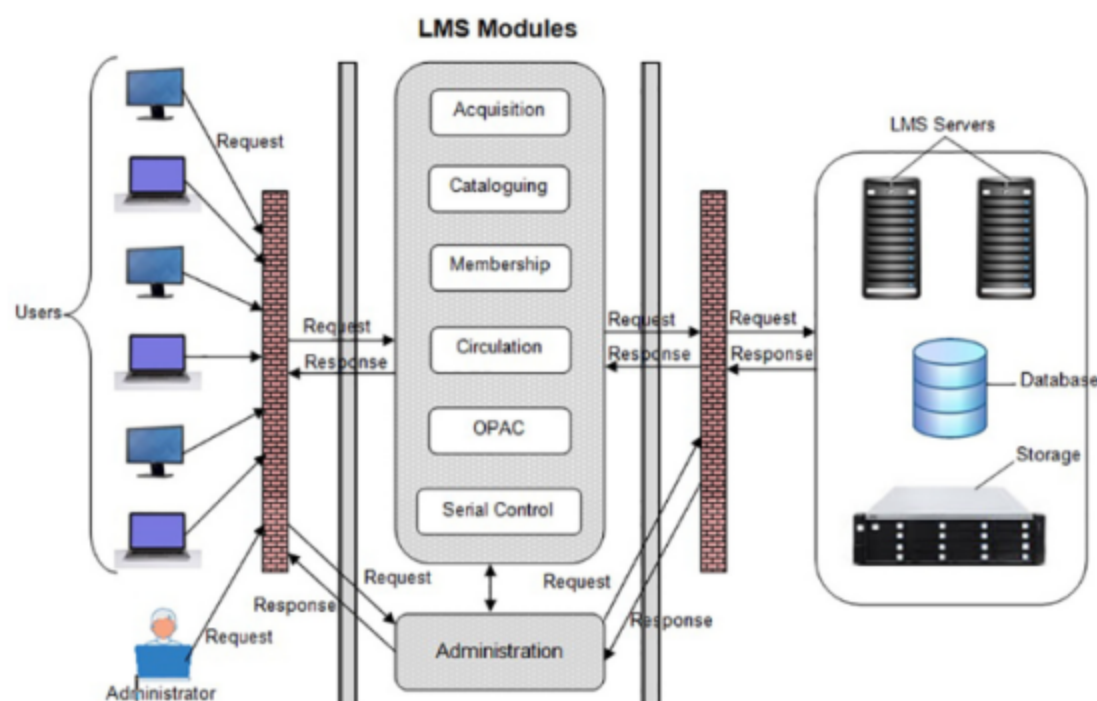 LMS Modules
Request
Users
Acquisition
Cataloguing
Membership
Circulation
OPAC
Serial Control
Request
Response
Request
Response
Request
Response
LMS Servers
Database
Storage
Request
Response
Request
Response
Administration
Request
Administrator